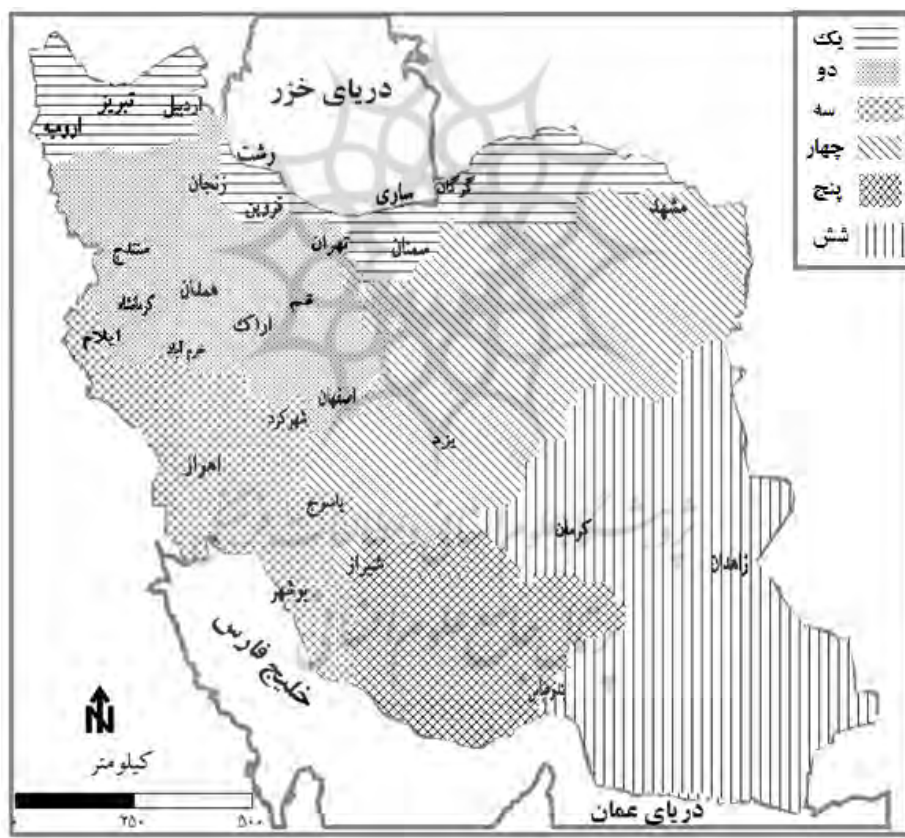 یک
دو
سه
چهار
پنج
شش
دریای خزر
اردبیل
تبریز
ارومیه
رشت
زنجان
قزوین
ساری
گرگان
مشهد
سنندج
تهران
سمنان
همدان
کرمانشاه
قم
اراک
ایلام
خرم آباد
اصفهان
شهرکرد
یزد
اهواز
یاسوج
کرمان
زاهدان
شیراز
بوشهر
خلیج فارس
بندرعباس
N
کیلومتر
۰ ۲۵۰ ۵۰۰
دریای عمان